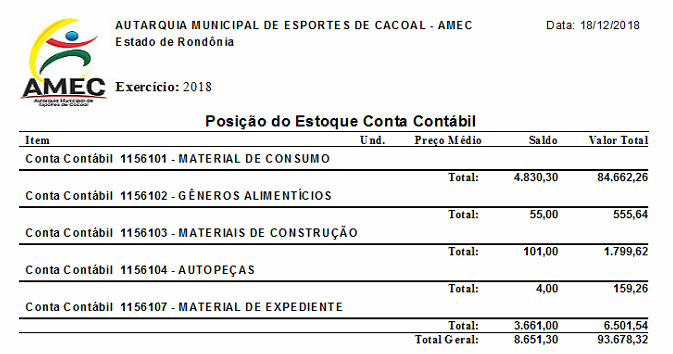 AUTARQUIA MUNICIPAL DE ESPORTES DE CACOAL - AMEC Data: 18/12/2018
Estado de Rondônia
AMEC
Autarquia Municipal de
Esportes de Cacoal
Exercício: 2018
Posição do Estoque Conta Contábil
Item Und. Preço Médio Saldo Valor Total
Conta Contábil 1156101 - MATERIAL DE CONSUMO
Total: 4.830,30 84.662,26
Conta Contábil 1156102 - GÊNEROS ALIMENTÍCIOS
Total: 55,00 555,64
Conta Contábil 1156103 - MATERIAIS DE CONSTRUÇÃO
Total: 101,00 1.799,62
Conta Contábil 1156104 - AUTOPEÇAS
Total: 4,00 159,26
Conta Contábil 1156107 - MATERIAL DE EXPEDIENTE
Total: 3.661,00 6.501,54
Total Geral: 8.651,30 93.678,32